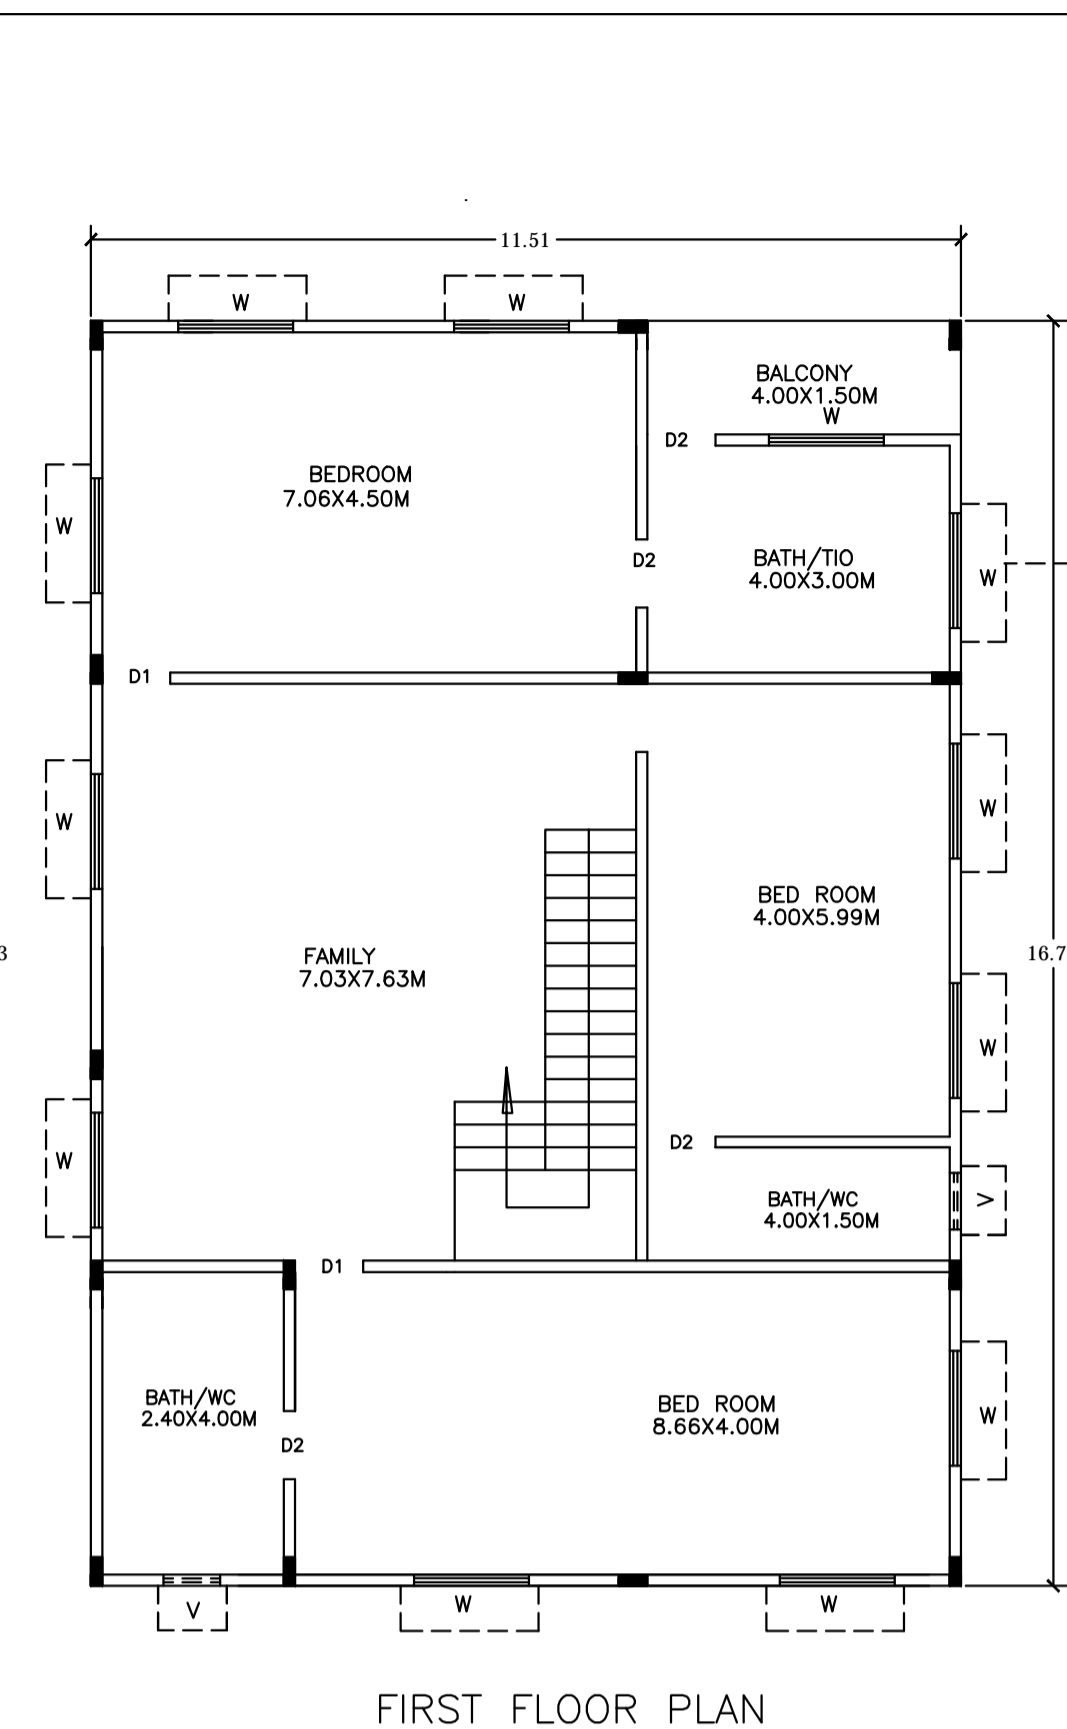 11.51
W
W
BALCONY
4.00X1.50M
W
D2
BEDROOM
7.06X4.50M
W
D2
BATH/TIO
4.00X3.00M
W
D1
W
W
BED ROOM
4.00X5.99M
FAMILY
7.03X7.63M
3
16.7
W
D2
W
BATH/WC
4.00X1.50M
V
D1
BATH/WC
2.40X4.00M
D2
BED ROOM
8.66X4.00M
W
V
W
W
FIRST FLOOR PLAN